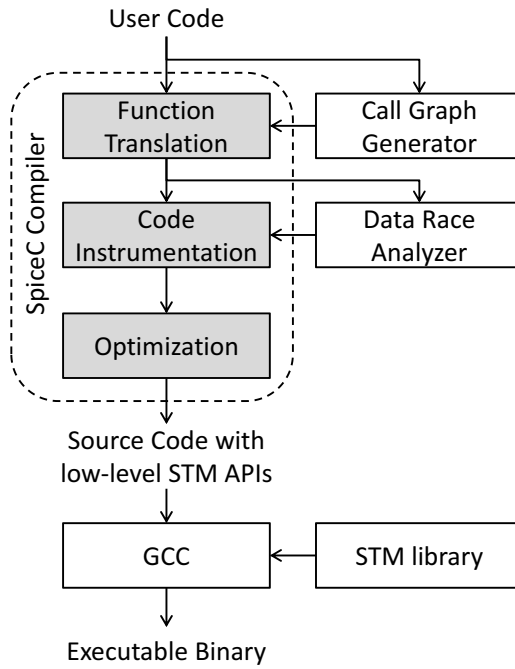 User Code
Function
Translation
Call Graph
Generator
SpiceC Compiler
Code
Instrumentation
Data Race
Analyzer
Optimization
Source Code with
low-level STM APIs
GCC
STM library
Executable Binary